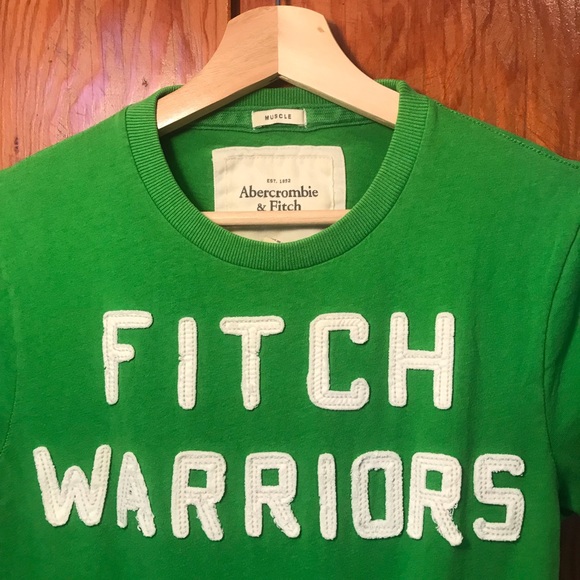 MUSCLE
EST. 1892
Abercrombie
& Fitch
FITCH
WARRIORS